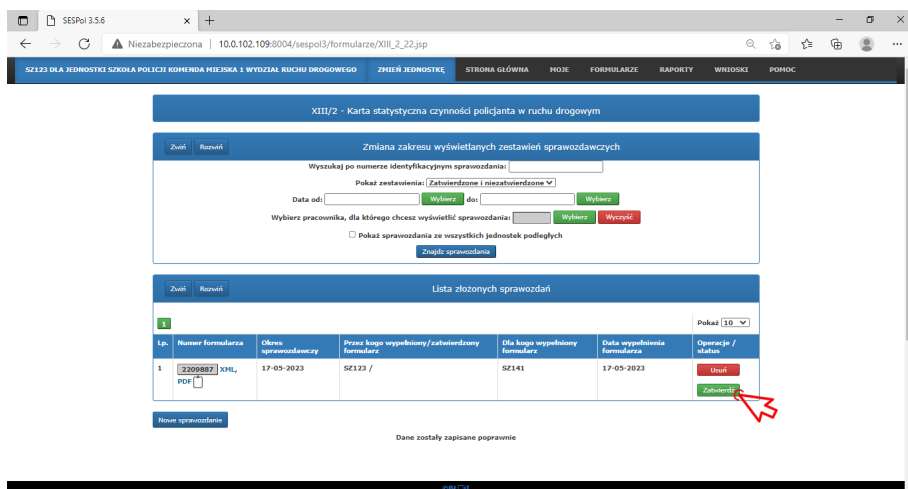 SESPol 3.5.6
Niezabezpieczona | 10.0.102.109:8004/sespol3/formularze/XIII_2_22.jsp
SZ123 DLA JEDNOSTKI SZKOŁA POLICJI KOMENDA MIEJSKA 1 WYDZIAŁ RUCHU DROGOWEGO ZMIEŃ JEDNOSTKĘ STRONA GŁÓWNA MOJE FORMULARZE RAPORTY WNIOSKI POMOC
XIII/2 - Karta statystyczna czynności policjanta w ruchu drogowym
Zwiń Rozwiń Zmiana zakresu wyświetlanych zestawień sprawozdawczych
Wyszukaj po numerze identyfikacyjnym sprawozdania:
Pokaż zestawienia: Zatwierdzone i niezatwierdzone
Data od: Wybierz do: Wybierz
Wybierz pracownika, dla którego chcesz wyświetlić sprawozdania: Wybierz Wyczyść
Pokaż sprawozdania ze wszystkich jednostek podległych
Znajdz sprawozdania
Zwiń Rozwiń Lista złożonych sprawozdań
1 Pokaż 10
Lp. Numer formularza Okres sprawozdawczy Przez kogo wypełniony/zatwierdzony formularz Dla kogo wypełniony formularz Data wypełnienia formularza Operacje / status
1 2209887 XML, PDF 17-05-2023 SZ123 / SZ141 17-05-2023 Usuń
Zatwierdź
Nowe sprawozdanie
Dane zostały zapisane poprawnie